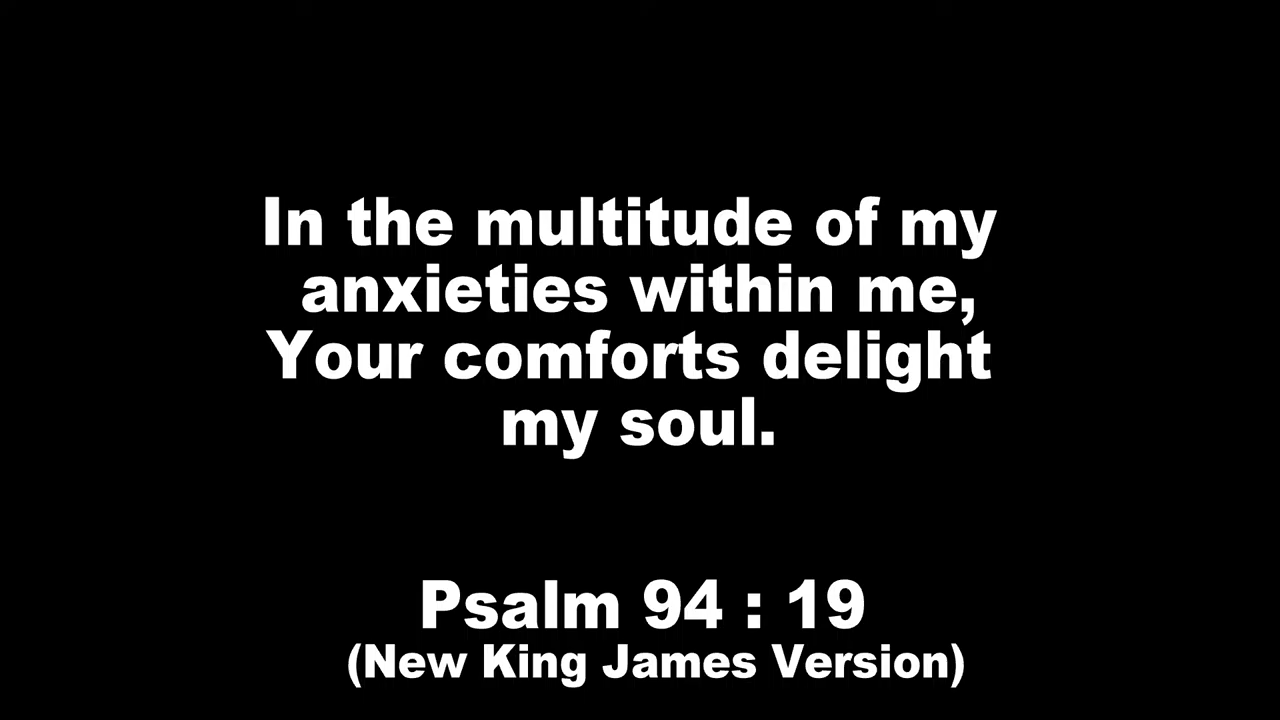 In the multitude of my
anxieties within me,
Your comforts delight
my soul.
Psalm 94 : 19
(New King James Version)